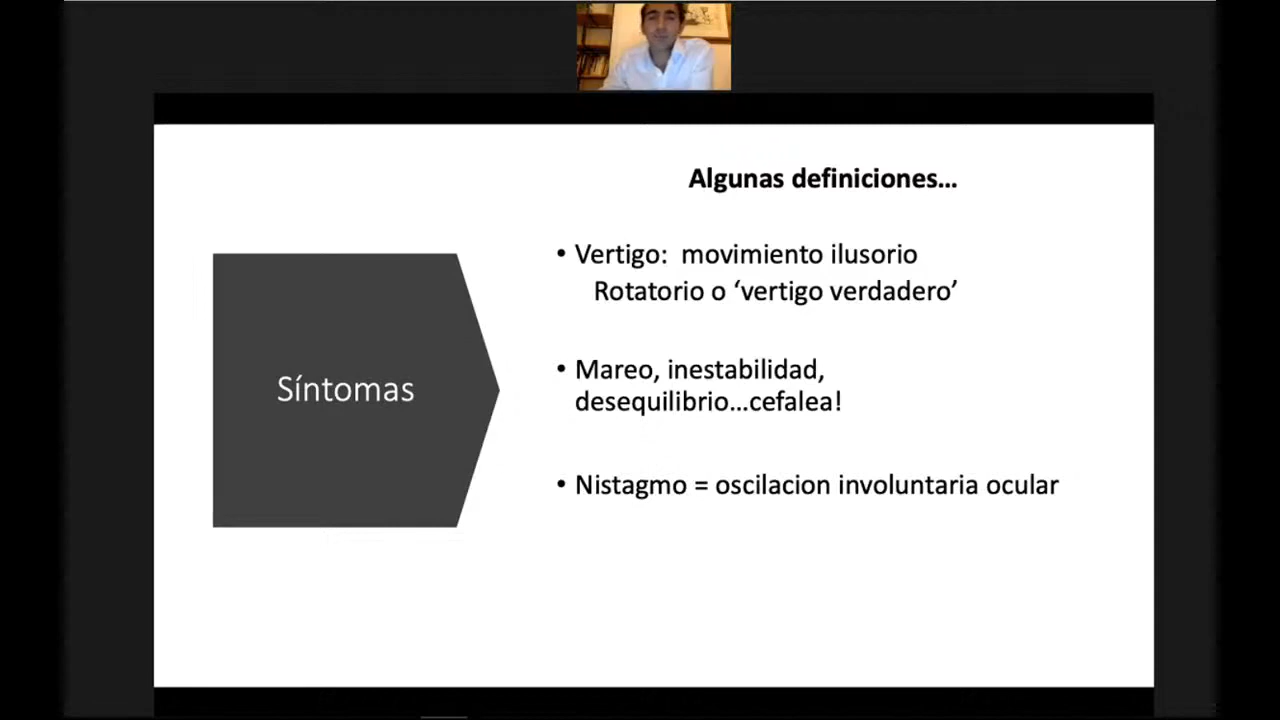 Algunas definiciones...
• Vertigo:  movimiento ilusorio
Rotatorio o ‘vertigo verdadero’
Síntomas
• Mareo, inestabilidad,
desequilibrio...cefalea!
• Nistagmo = oscilacion involuntaria ocular